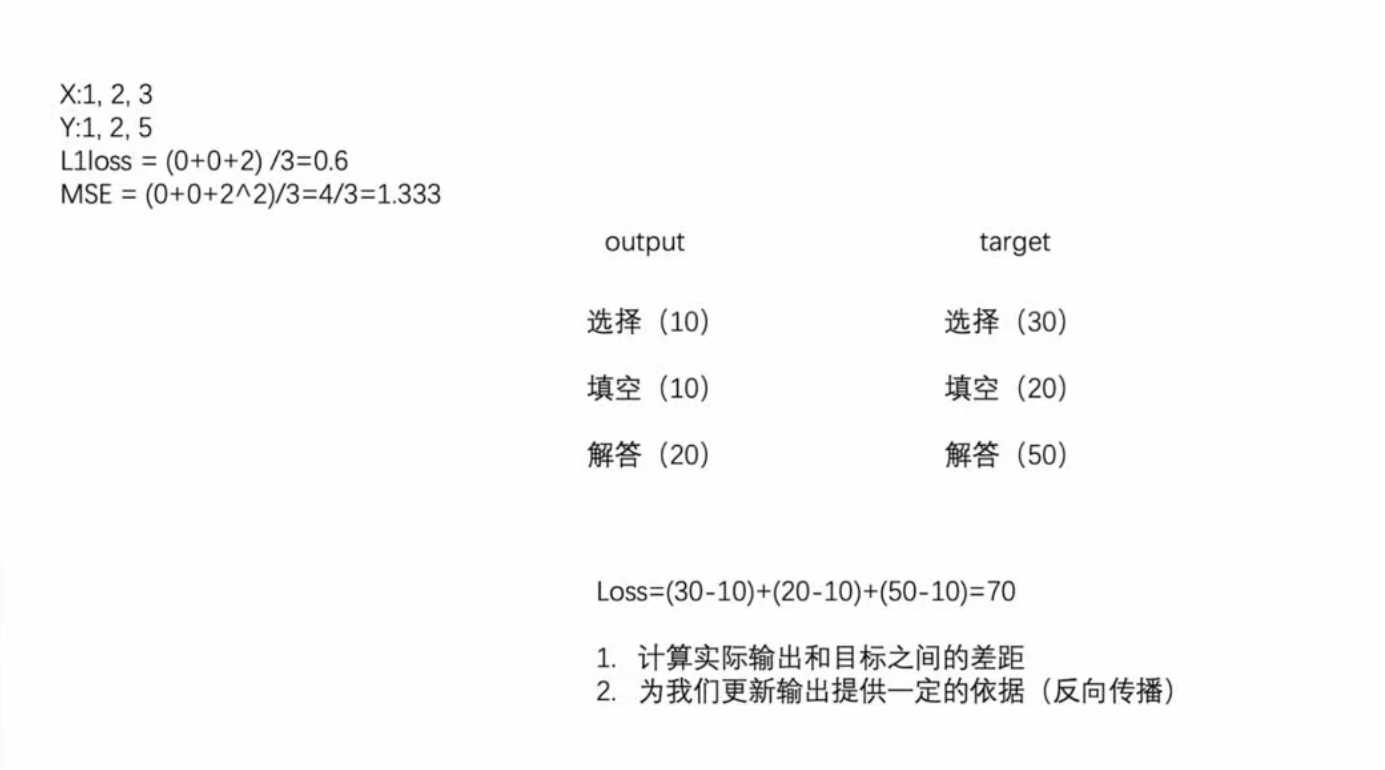 X:1, 2, 3
Y:1, 2, 5
L1loss = (0+0+2) /3=0.6
MSE = (0+0+2^2)/3=4/3=1.333
output target
选择（10） 选择（30）
填空（10） 填空（20）
解答（20） 解答（50）
Loss=(30-10)+(20-10)+(50-10)=70
1. 计算实际输出和目标之间的差距
2. 为我们更新输出提供一定的依据（反向传播）